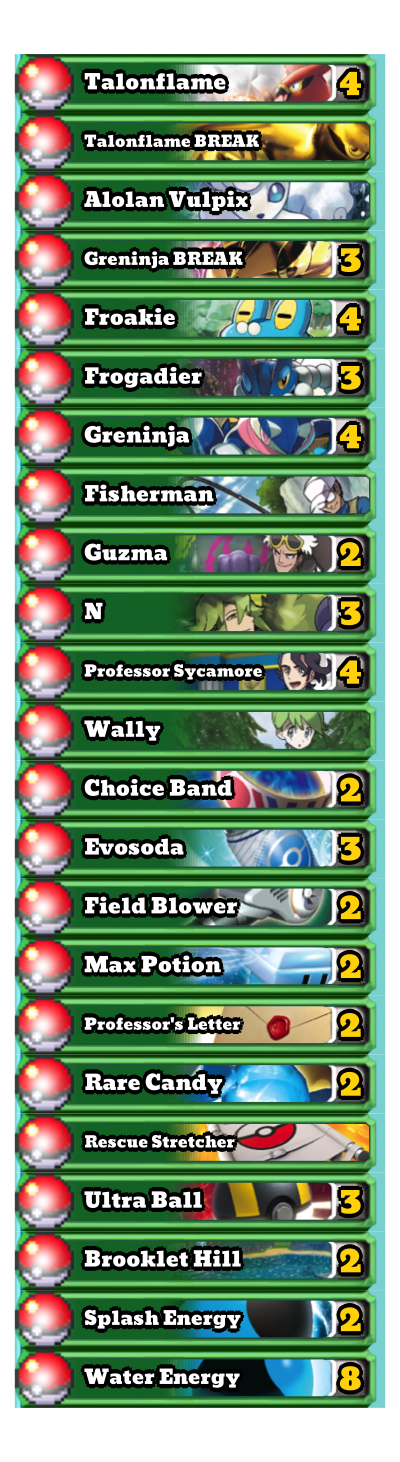 Talonflame 4
Talonflame BREAK
Alolan Vulpix
Greninja BREAK 3
Froakie 4
Frogadier 3
Greninja 4
Fisherman
Guzma 2
N 3
Professor Sycamore 4
Wally
Choice Band 2
Evosoda 3
Field Blower 2
Max Potion 2
Professor's Letter 2
Rare Candy 2
Rescue Stretcher
Ultra Ball 3
Brooklet Hill 2
Splash Energy 2
Water Energy 8